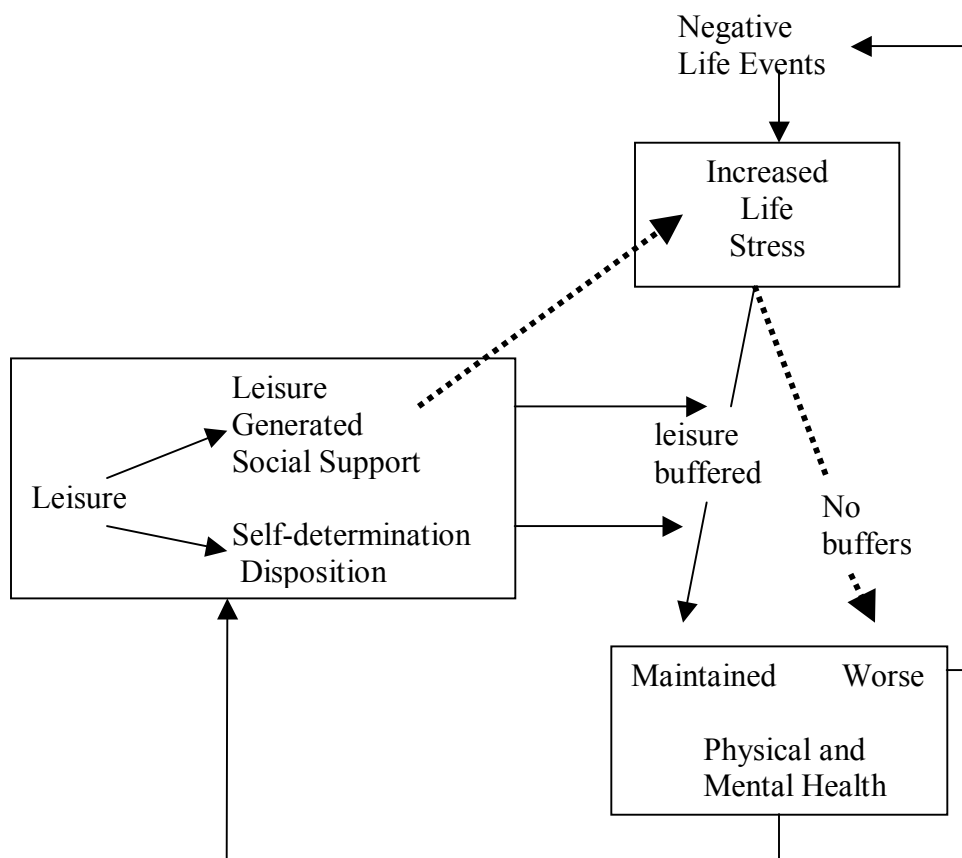 Negative
Life Events
Increased
Life
Stress
Leisure
Generated
Social Support
Leisure
Self-determination
Disposition
leisure
buffered
No
buffers
Maintained Worse
Physical and
Mental Health